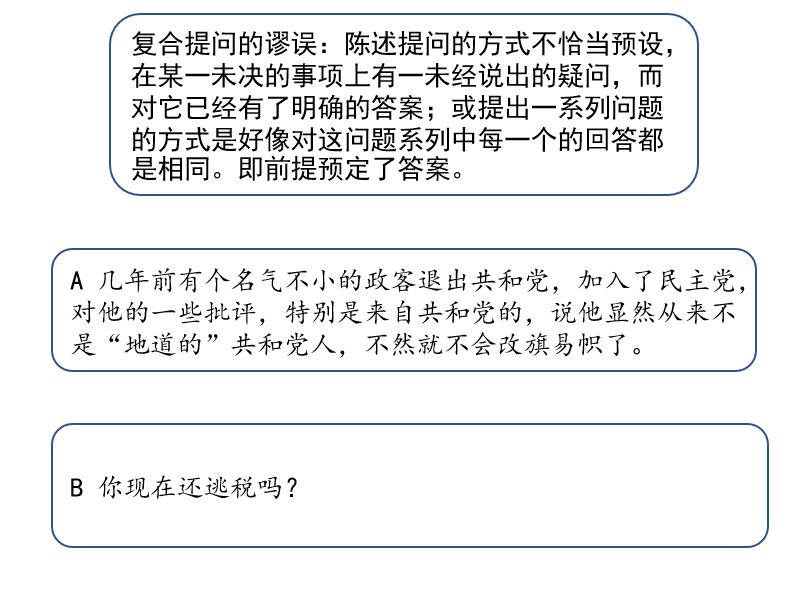 复合提问的谬误：陈述提问的方式不恰当预设，
在某一未决的事项上有一未经说出的疑问，而
对它已经有了明确的答案；或提出一系列问题
的方式是好像对这问题系列中每一个的回答都
是相同。即前提预定了答案。
A 几年前有个名气不小的政客退出共和党，加入了民主党，
对他的一些批评，特别是来自共和党的，说他显然从来不
是“地道的”共和党人，不然就不会改旗易帜了。
B 你现在还逃税吗？